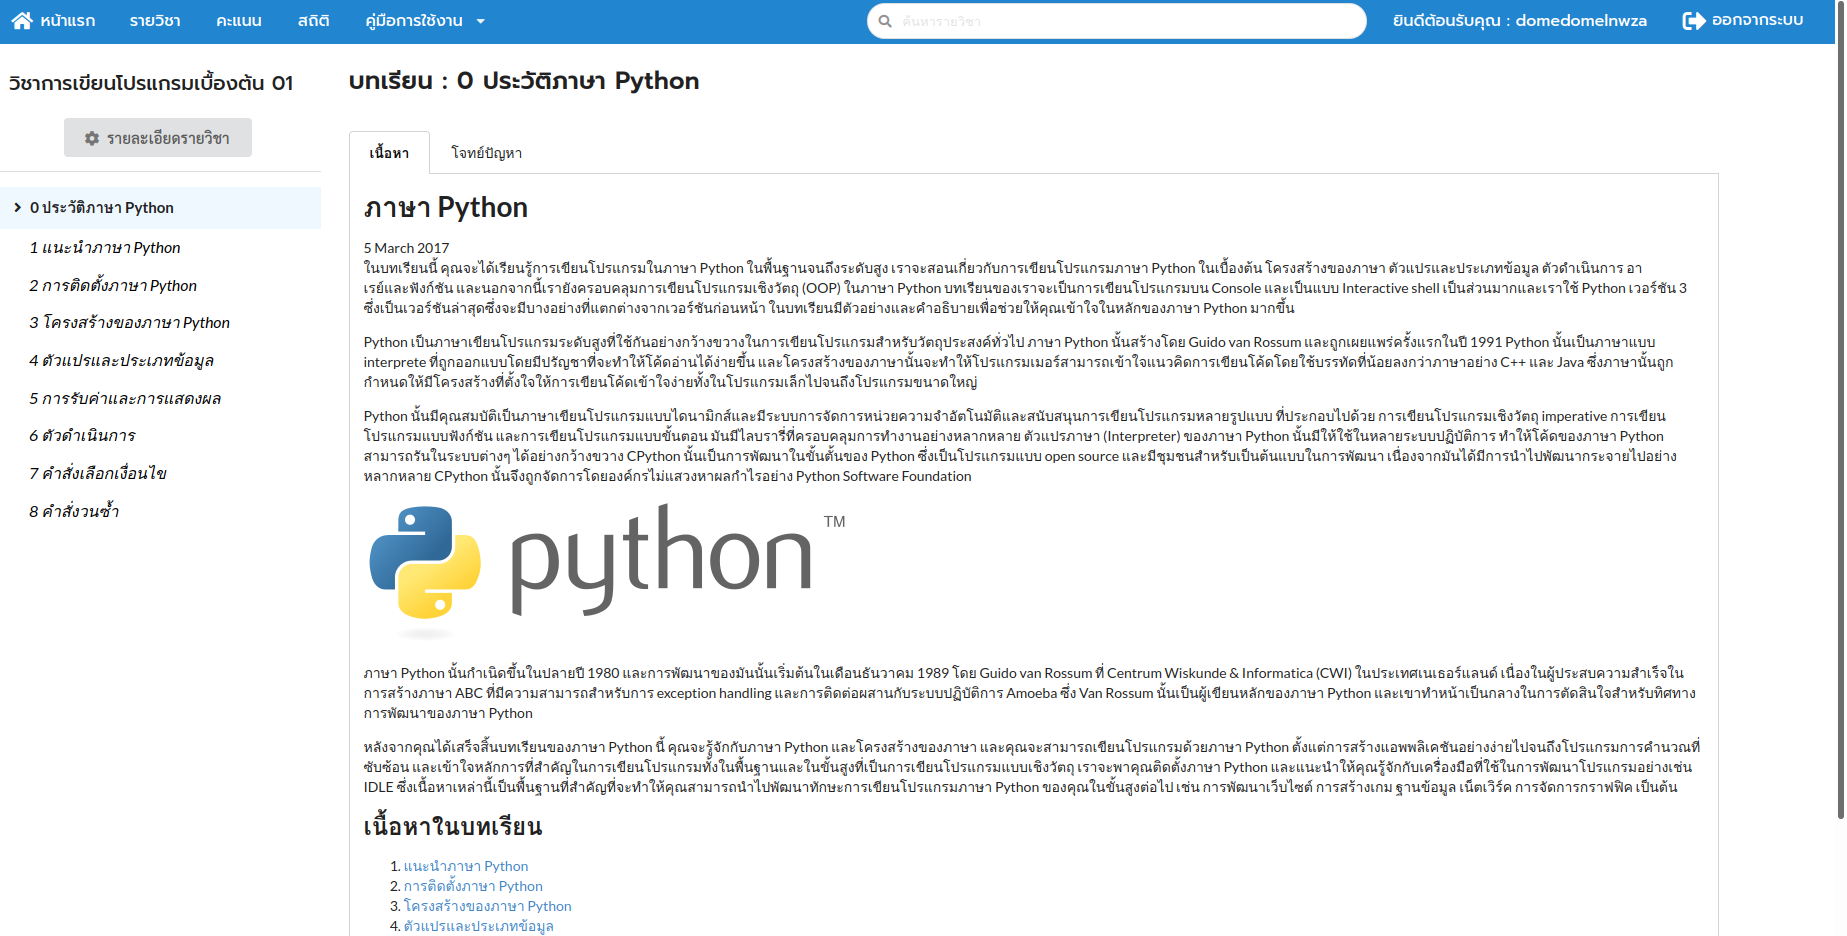 หน้าแรก รายวิชา คะแนน สถิติ คู่มือการใช้งาน ค้นหารายวิชา ยินดีต้อนรับคุณ : domedomelnwza ออกจากระบบ
วิชาการเขียนโปรแกรมเบื้องต้น 01
รายละเอียดรายวิชา
0 ประวัติภาษา Python
1 แนะนำภาษา Python
2 การติดตั้งภาษา Python
3 โครงสร้างของภาษา Python
4 ตัวแปรและประเภทข้อมูล
5 การรับค่าและการแสดงผล
6 ตัวดำเนินการ
7 คำสั่งเลือกเงื่อนไข
8 คำสั่งวนซ้ำ
บทเรียน : 0 ประวัติภาษา Python
เนื้อหา โจทย์ปัญหา
ภาษา Python
5 March 2017
ในบทเรียนนี้ คุณจะได้เรียนรู้การเขียนโปรแกรมในภาษา Python ในพื้นฐานจนถึงระดับสูง เราจะสอนเกี่ยวกับการเขียนโปรแกรมภาษา Python ในเบื้องต้น โครงสร้างของภาษา ตัวแปรและประเภทข้อมูล ตัวดำเนินการ อา
เรย์และฟังก์ชัน และนอกจากนี้เรายังครอบคลุมการเขียนโปรแกรมเชิงวัตถุ (OOP) ในภาษา Python บทเรียนของเราจะเป็นการเขียนโปรแกรมบน Console และเป็นแบบ Interactive shell เป็นส่วนมากและเราใช้ Python เวอร์ชัน 3
ซึ่งเป็นเวอร์ชันล่าสุดซึ่งจะมีบางอย่างที่แตกต่างจากเวอร์ชันก่อนหน้า ในบทเรียนมีตัวอย่างและคำอธิบายเพื่อช่วยให้คุณเข้าใจในหลักของภาษา Python มากขึ้น
Python เป็นภาษาเขียนโปรแกรมระดับสูงที่ใช้กันอย่างกว้างขวางในการเขียนโปรแกรมสำหรับวัตถุประสงค์ทั่วไป ภาษา Python นั้นสร้างโดย Guido van Rossum และถูกเผยแพร่ครั้งแรกในปี 1991 Python นั้นเป็นภาษาแบบ
interprete ที่ถูกออกแบบโดยมีปรัญชาที่จะทำให้โค้ดอ่านได้ง่ายขึ้น และโครงสร้างของภาษานั้นจะทำให้โปรแกรมเมอร์สามารถเข้าใจแนวคิดการเขียนโค้ดโดยใช้บรรทัดที่น้อยลงกว่าภาษาอย่าง C++ และ Java ซึ่งภาษานั้นถูก
กำหนดให้มีโครงสร้างที่ตั้งใจให้การเขียนโค้ดเข้าใจง่ายทั้งในโปรแกรมเล็กไปจนถึงโปรแกรมขนาดใหญ่
Python นั้นมีคุณสมบัติเป็นภาษาเขียนโปรแกรมแบบไดนามิกส์และมีระบบการจัดการหน่วยความจำอัตโนมัติและสนับสนุนการเขียนโปรแกรมหลายรูปแบบ ที่ประกอบไปด้วย การเขียนโปรแกรมเชิงวัตถุ imperative การเขียน
โปรแกรมแบบฟังก์ชัน และการเขียนโปรแกรมแบบขั้นตอน มันมีไลบรารี่ที่ครอบคลุมการทำงานอย่างหลากหลาย ตัวแปรภาษา (Interpreter) ของภาษา Python นั้นมีให้ใช้ในหลายระบบปฏิบัติการ ทำให้โค้ดของภาษา Python
สามารถรันในระบบต่างๆ ได้อย่างกว้างขวาง CPython นั้นเป็นการพัฒนาในขั้นตั้นของ Python ซึ่งเป็นโปรแกรมแบบ open source และมีชุมชนสำหรับเป็นต้นแบบในการพัฒนา เนื่องจากมันได้มีการนำไปพัฒนากระจายไปอย่าง
หลากหลาย CPython นั้นจึงถูกจัดการโดยองค์กรไม่แสวงหาผลกำไรอย่าง Python Software Foundation
python TM
ภาษา Python นั้นกำเนิดขึ้นในปลายปี 1980 และการพัฒนาของมันนั้นเริ่มต้นในเดือนธันวาคม 1989 โดย Guido van Rossum ที่ Centrum Wiskunde & Informatica (CWI) ในประเทศเนเธอร์แลนด์ เนื่องในผู้ประสบความสำเร็จใน
การสร้างภาษา ABC ที่มีความสามารถสำหรับการ exception handling และการติดต่อผสานกับระบบปฏิบัติการ Amoeba ซึ่ง Van Rossum นั้นเป็นผู้เขียนหลักของภาษา Python และเขาทำหน้าเป็นกลางในการตัดสินใจสำหรับทิศทาง
การพัฒนาของภาษา Python
หลังจากคุณได้เสร็จสิ้นบทเรียนของภาษา Python นี้ คุณจะรู้จักกับภาษา Python และโครงสร้างของภาษา และคุณจะสามารถเขียนโปรแกรมด้วยภาษา Python ตั้งแต่การสร้างแอพพลิเคชันอย่างง่ายไปจนถึงโปรแกรมการคำนวณที่
ซับซ้อน และเข้าใจหลักการที่สำคัญในการเขียนโปรแกรมทั้งในพื้นฐานและในขั้นสูงที่เป็นการเขียนโปรแกรมแบบเชิงวัตถุ เราจะพาคุณติดตั้งภาษา Python และแนะนำให้คุณรู้จักกับเครื่องมือที่ใช้ในการพัฒนาโปรแกรมอย่างเช่น
IDLE ซึ่งเนื้อหาเหล่านี้เป็นพื้นฐานที่สำคัญที่จะทำให้คุณสามารถนำไปพัฒนาทักษะการเขียนโปรแกรมภาษา Python ของคุณในขั้นสูงต่อไป เช่น การพัฒนาเว็บไซต์ การสร้างเกม ฐานข้อมูล เน็ตเวิร์ค การจัดการกราฟฟิค เป็นต้น
เนื้อหาในบทเรียน
1. แนะนำภาษา Python
2. การติดตั้งภาษา Python
3. โครงสร้างของภาษา Python
4. ตัวแปรและประเภทข้อมูล